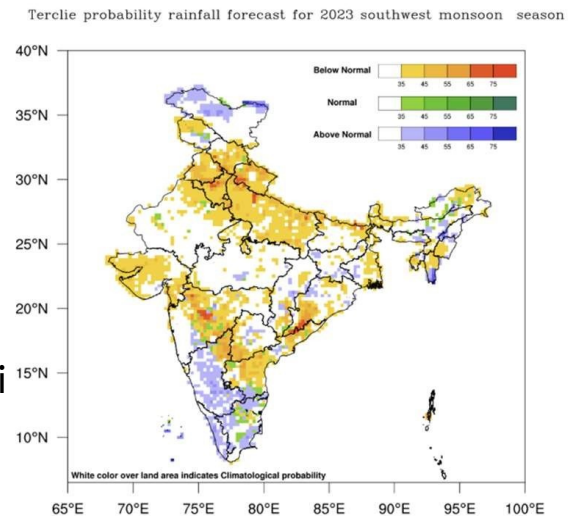 Terclie probability rainfall forecast for 2023 southwest monsoon season
40°N
Below Normal
35 45 55 65 75
Normal
35 45 55 65 75
35°N
Above Normal
35 45 55 65 75
30°N
25°N
20°N
i
15°N
10°N
White color over land area indicates Climatological probability
65°E 70°E 75°E 80°E 85°E 90°E 95°E 100°E